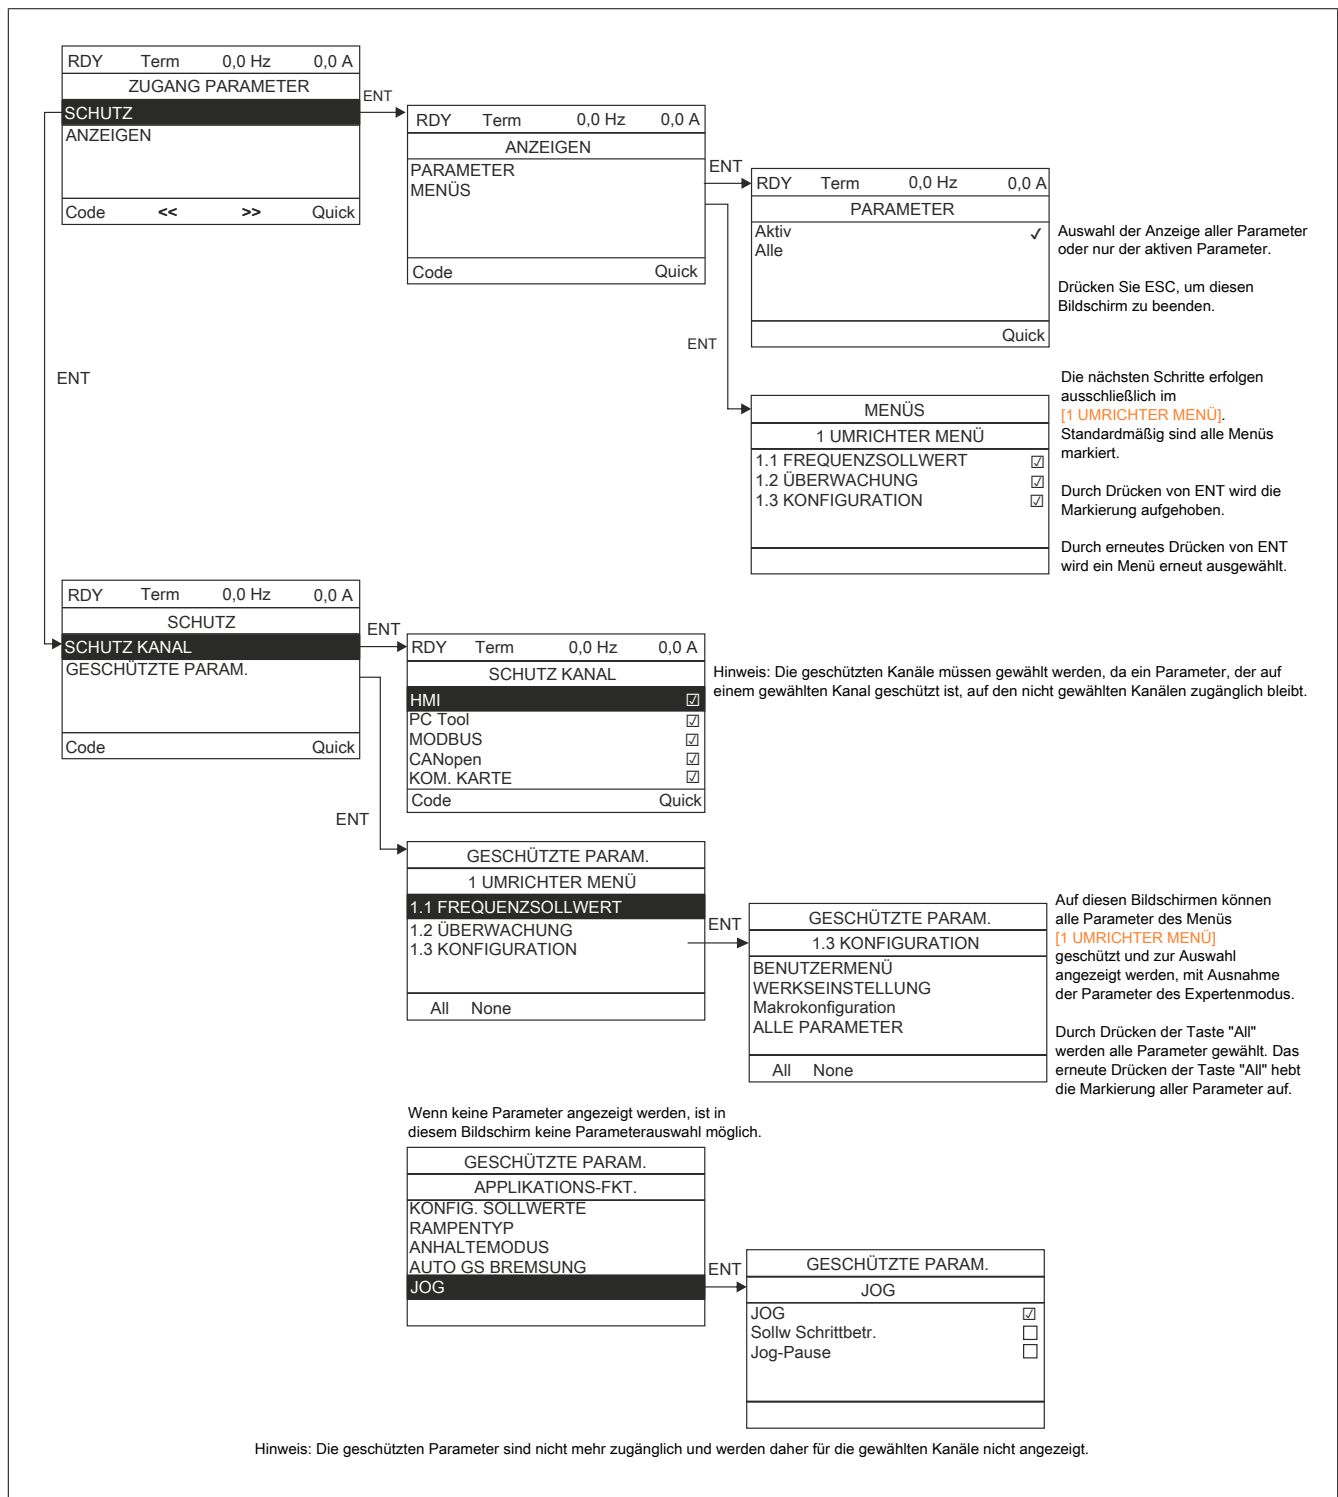 RDY Term 0,0 Hz 0,0 A
ZUGANG PARAMETER
SCHUTZ
ANZEIGEN
Code << >> Quick
ENT
RDY Term 0,0 Hz 0,0 A
ANZEIGEN
PARAMETER
MENÜS
Code Quick
ENT
RDY Term 0,0 Hz 0,0 A
PARAMETER
Aktiv ✓
Alle
Quick
Auswahl der Anzeige aller Parameter
oder nur der aktiven Parameter.
Drücken Sie ESC, um diesen
Bildschirm zu beenden.
ENT
ENT
MENÜS
1 UMRICHTER MENÜ
1.1 FREQUENZSOLLWERT ☑
1.2 ÜBERWACHUNG ☑
1.3 KONFIGURATION ☑
Die nächsten Schritte erfolgen
ausschließlich im
[1 UMRICHTER MENÜ].
Standardmäßig sind alle Menüs
markiert.
Durch Drücken von ENT wird die
Markierung aufgehoben.
Durch erneutes Drücken von ENT
wird ein Menü erneut ausgewählt.
RDY Term 0,0 Hz 0,0 A
SCHUTZ
SCHUTZ KANAL
GESCHÜTZTE PARAM.
Code Quick
ENT
RDY Term 0,0 Hz 0,0 A
SCHUTZ KANAL
HMI ☑
PC Tool ☑
MODBUS ☑
CANopen ☑
KOM. KARTE ☑
Code Quick
Hinweis: Die geschützten Kanäle müssen gewählt werden, da ein Parameter, der auf
einem gewählten Kanal geschützt ist, auf den nicht gewählten Kanälen zugänglich bleibt.
ENT
GESCHÜTZTE PARAM.
1 UMRICHTER MENÜ
1.1 FREQUENZSOLLWERT
1.2 ÜBERWACHUNG
1.3 KONFIGURATION
All None
ENT
GESCHÜTZTE PARAM.
1.3 KONFIGURATION
BENUTZERMENÜ
WERKSEINSTELLUNG
Makrokonfiguration
ALLE PARAMETER
All None
Auf diesen Bildschirmen können
alle Parameter des Menüs
[1 UMRICHTER MENÜ]
geschützt und zur Auswahl
angezeigt werden, mit Ausnahme
der Parameter des Expertenmodus.
Durch Drücken der Taste "All"
werden alle Parameter gewählt. Das
erneute Drücken der Taste "All" hebt
die Markierung aller Parameter auf.
Wenn keine Parameter angezeigt werden, ist in
diesem Bildschirm keine Parameterauswahl möglich.
GESCHÜTZTE PARAM.
APPLIKATIONS-FKT.
KONFIG. SOLLWERTE
RAMPENTYP
ANHALTEMODUS
AUTO GS BREMSUNG
JOG
ENT
GESCHÜTZTE PARAM.
JOG
JOG ☑
Sollw Schrittbetr. ☐
Jog-Pause ☐
Hinweis: Die geschützten Parameter sind nicht mehr zugänglich und werden daher für die gewählten Kanäle nicht angezeigt.